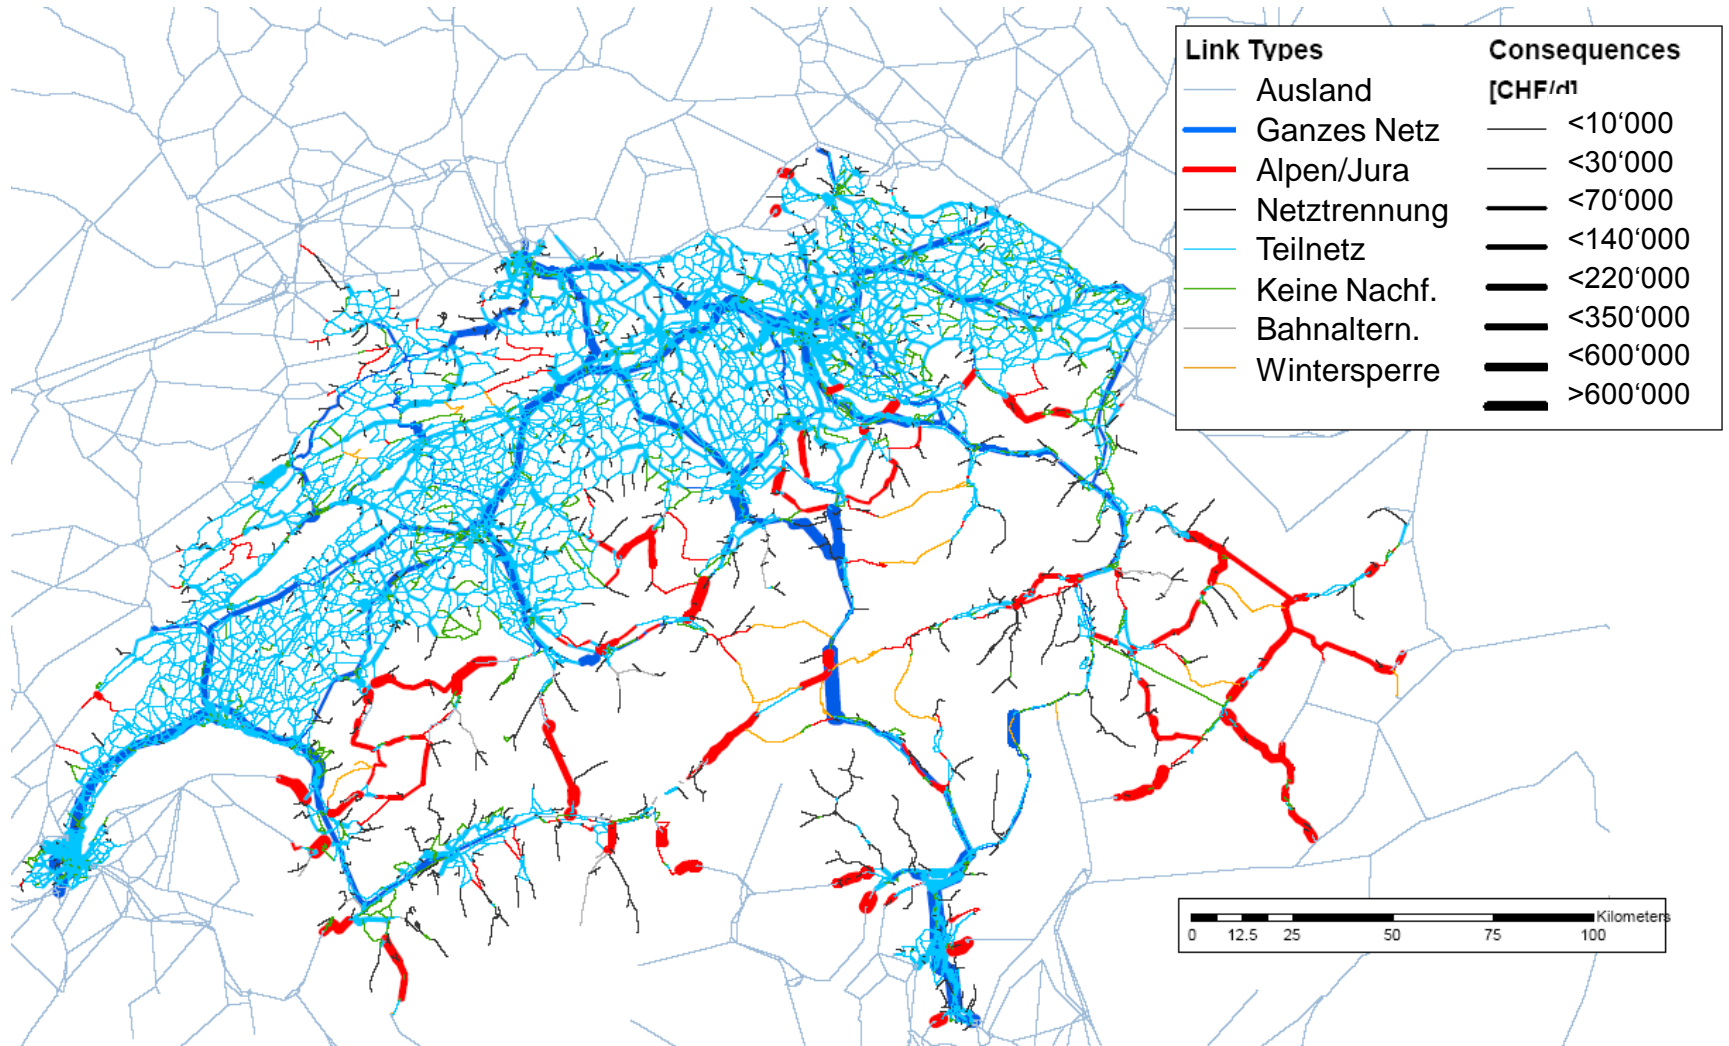 Link Types
Ausland
Ganzes Netz
Alpen/Jura
Netztrennung
Teilnetz
Keine Nachf.
Bahnaltern.
Wintersperre
Consequences
[CHF/d]
<10‘000
<30‘000
<70‘000
<140‘000
<220‘000
<350‘000
<600‘000
>600‘000
Kilometers
0 12.5 25 50 75 100